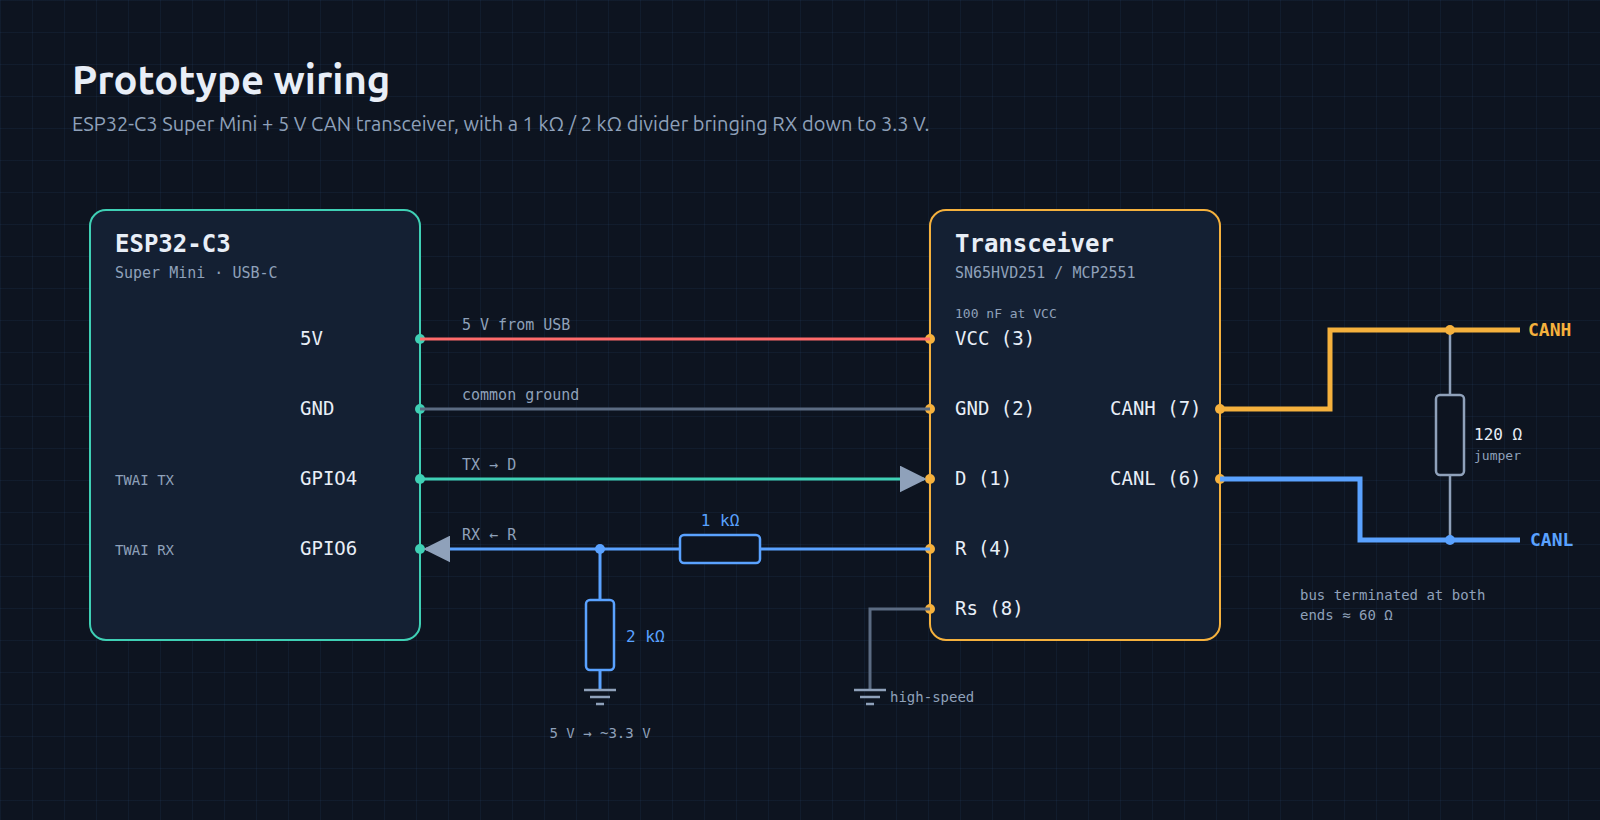 Prototype wiring
ESP32-C3 Super Mini + 5 V CAN transceiver, with a 1 kΩ / 2 kΩ divider bringing RX down to 3.3 V.
ESP32-C3
Super Mini · USB-C
5V
GND
TWAI TX
GPIO4
TWAI RX
GPIO6
5 V from USB
common ground
TX → D
RX ← R
1 kΩ
2 kΩ
5 V → ~3.3 V
Transceiver
SN65HVD251 / MCP2551
100 nF at VCC
VCC (3)
GND (2)
CANH (7)
D (1)
CANL (6)
R (4)
Rs (8)
high-speed
CANH
120 Ω
jumper
CANL
bus terminated at both
ends ≈ 60 Ω